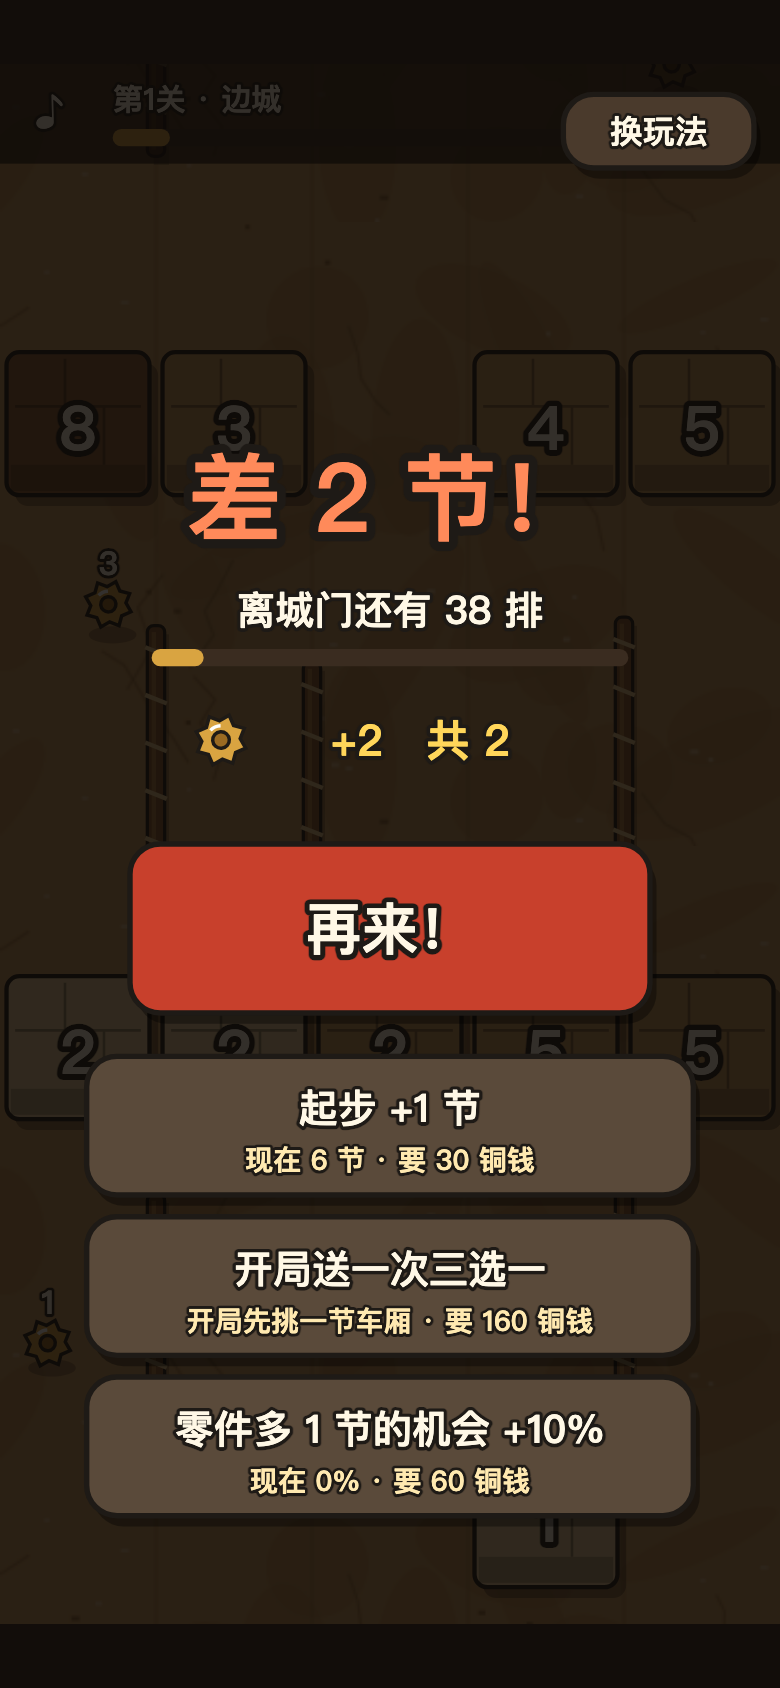 第1关 · 边城
换玩法
8 3 4 5
差 2 节!
3
离城门还有 38 排
+2 共 2
再来!
2 2 2 5 5
起步 +1 节
现在 6 节 · 要 30 铜钱
开局送一次三选一
开局先挑一节车厢 · 要 160 铜钱
1
零件多 1 节的机会 +10%
现在 0% · 要 60 铜钱